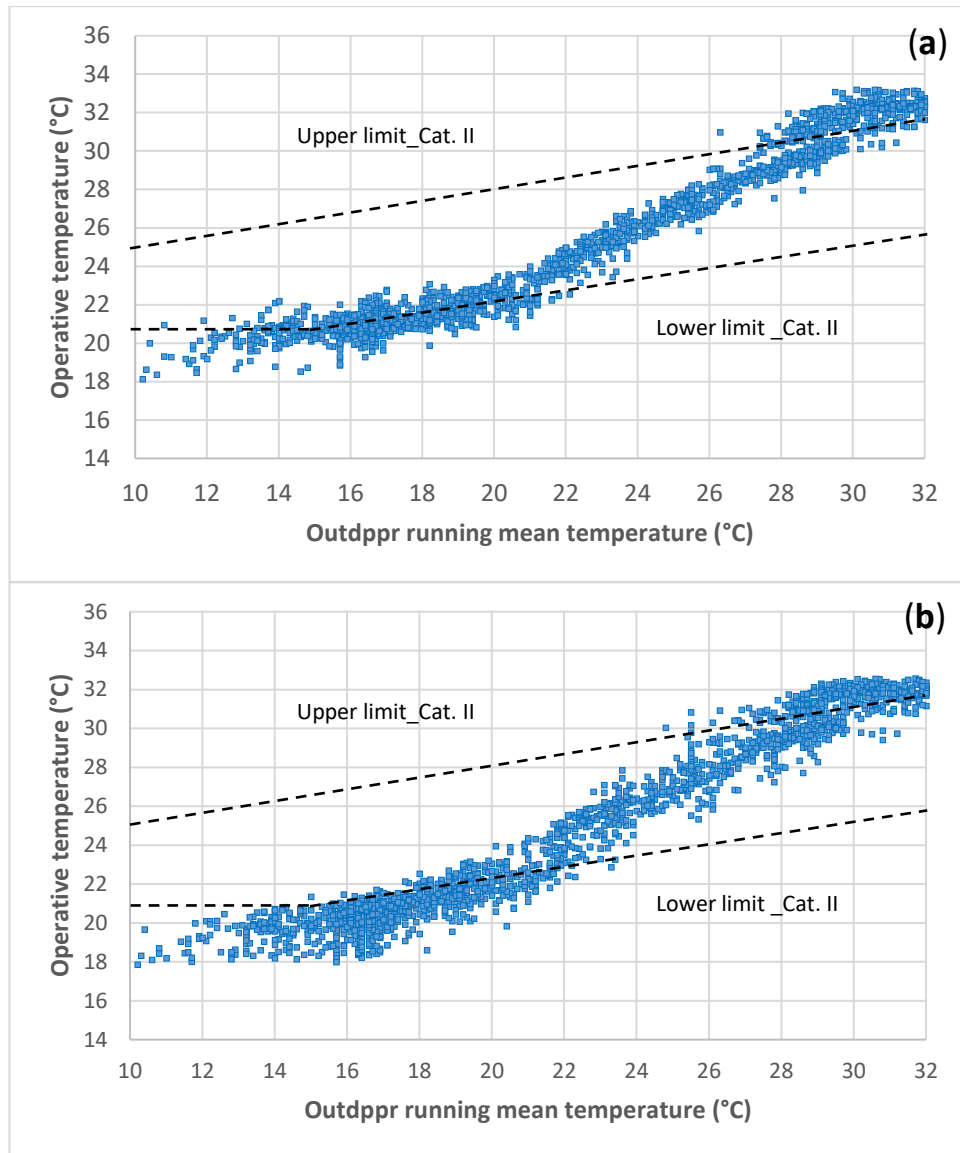 (a)
36
34
32
30
28
26
24
22
20
18
16
14
Operative temperature (°C)
Upper limit_Cat. II
Lower limit _Cat. II
10 12 14 16 18 20 22 24 26 28 30 32
Outdppr running mean temperature (°C)
(b)
36
34
32
30
28
26
24
22
20
18
16
14
Operative temperature (°C)
Upper limit_Cat. II
Lower limit _Cat. II
10 12 14 16 18 20 22 24 26 28 30 32
Outdppr running mean temperature (°C)